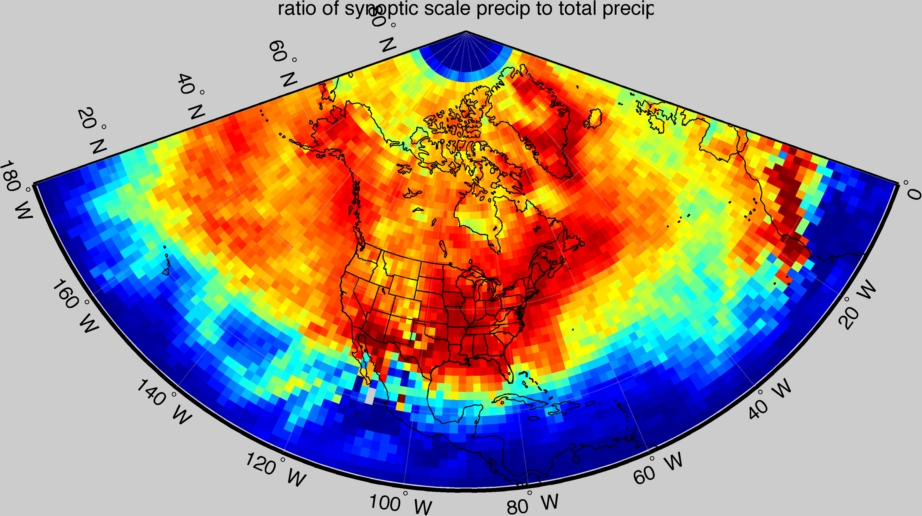 ratio of synoptic scale precip to total precip
80° N
60° N
40° N
20° N
180° W
160° W
140° W
120° W
100° W
80° W
60° W
40° W
20° W
0